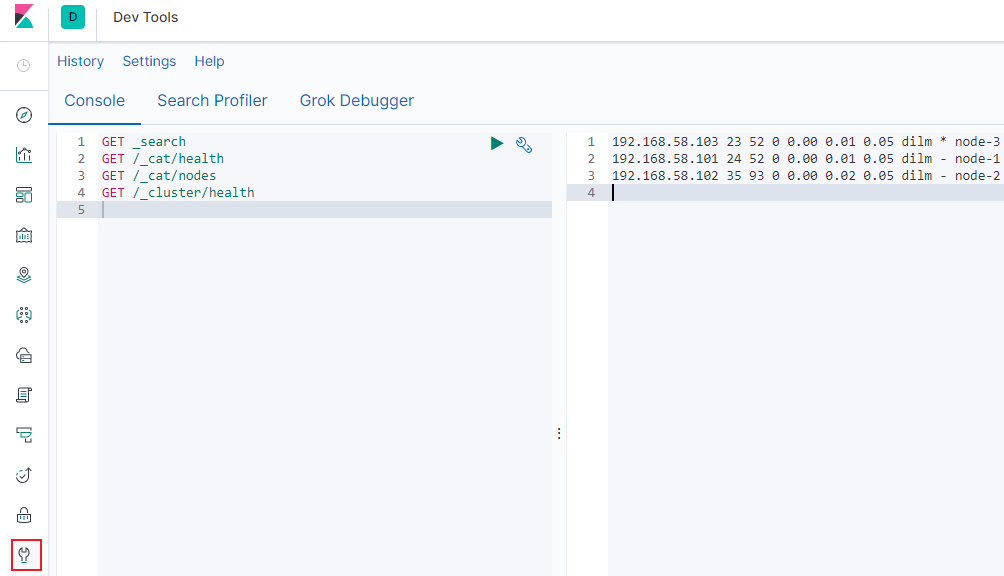 D Dev Tools
History Settings Help
Console Search Profiler Grok Debugger
1 GET _search
2 GET /_cat/health
3 GET /_cat/nodes
4 GET /_cluster/health
5
1 192.168.58.103 23 52 0 0.00 0.01 0.05 dilm * node-3
2 192.168.58.101 24 52 0 0.00 0.01 0.05 dilm - node-1
3 192.168.58.102 35 93 0 0.00 0.02 0.05 dilm - node-2
4